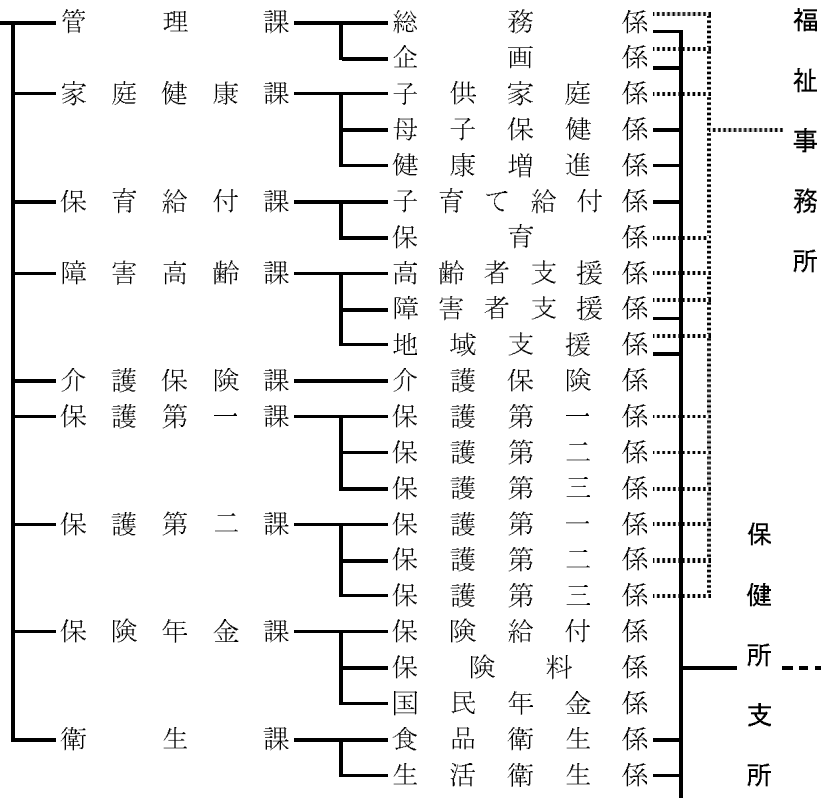 管理課 総務係
企画係
家庭健康課 子供家庭係
母子保健係
健康増進係
保育給付課 子育て給付係
保育係
障害高齢課 高齢者支援係
障害者支援係
地域支援係
介護保険課 介護保険係
保護第一課 保護第一係
保護第二係
保護第三係
保護第二課 保護第一係
保護第二係
保護第三係
保険年金課 保険給付係
保険料係
国民年金係
衛生課 食品衛生係
生活衛生係
福祉事務所
保健所支所